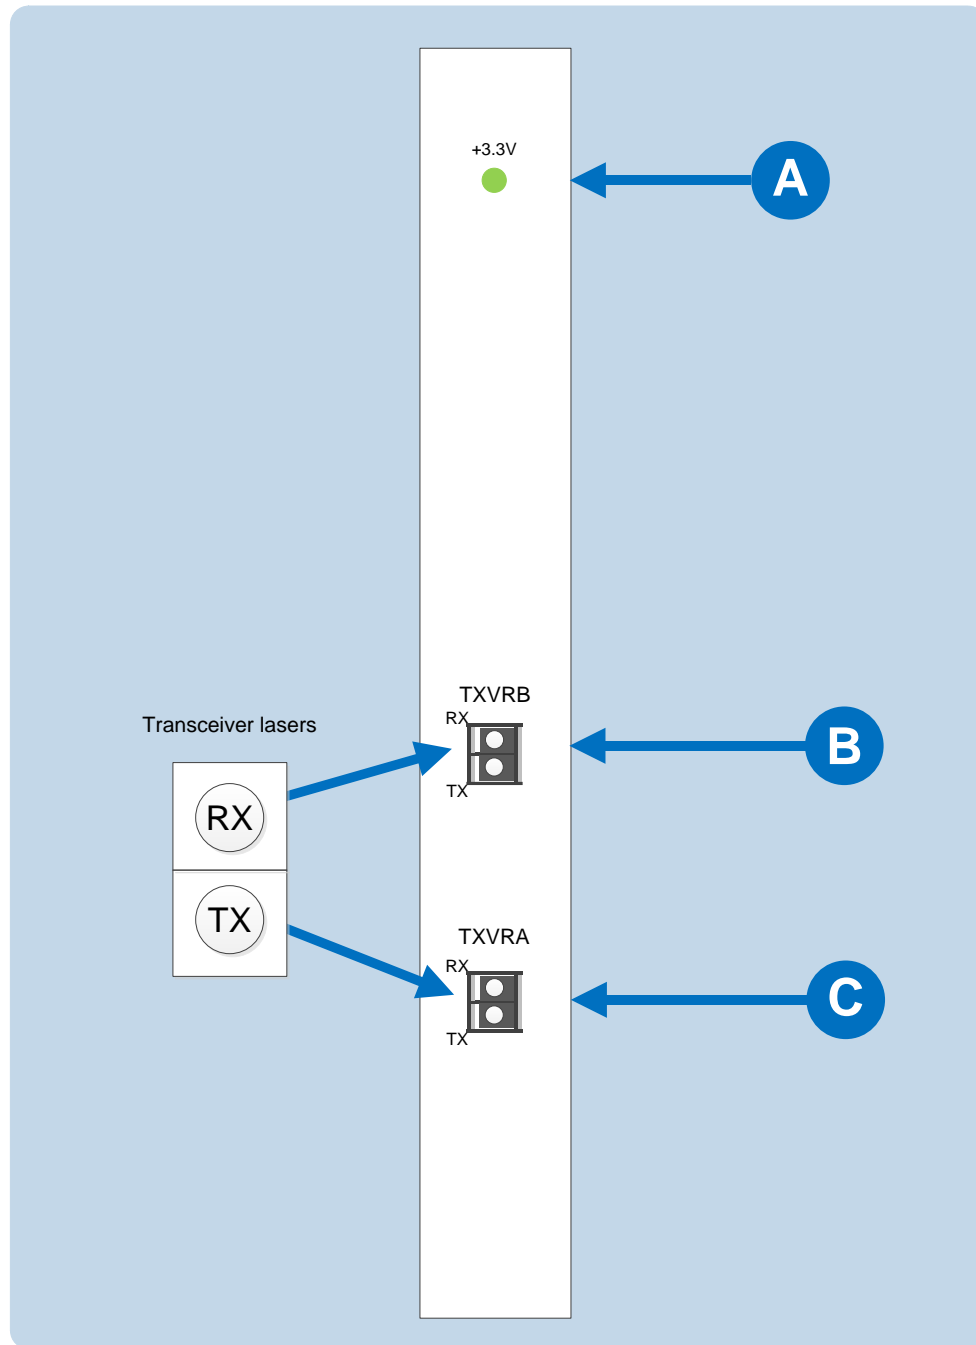 +3.3V
A
TXVRB
RX
B
TX
Transceiver lasers
RX
TX
TXVRA
RX
C
TX